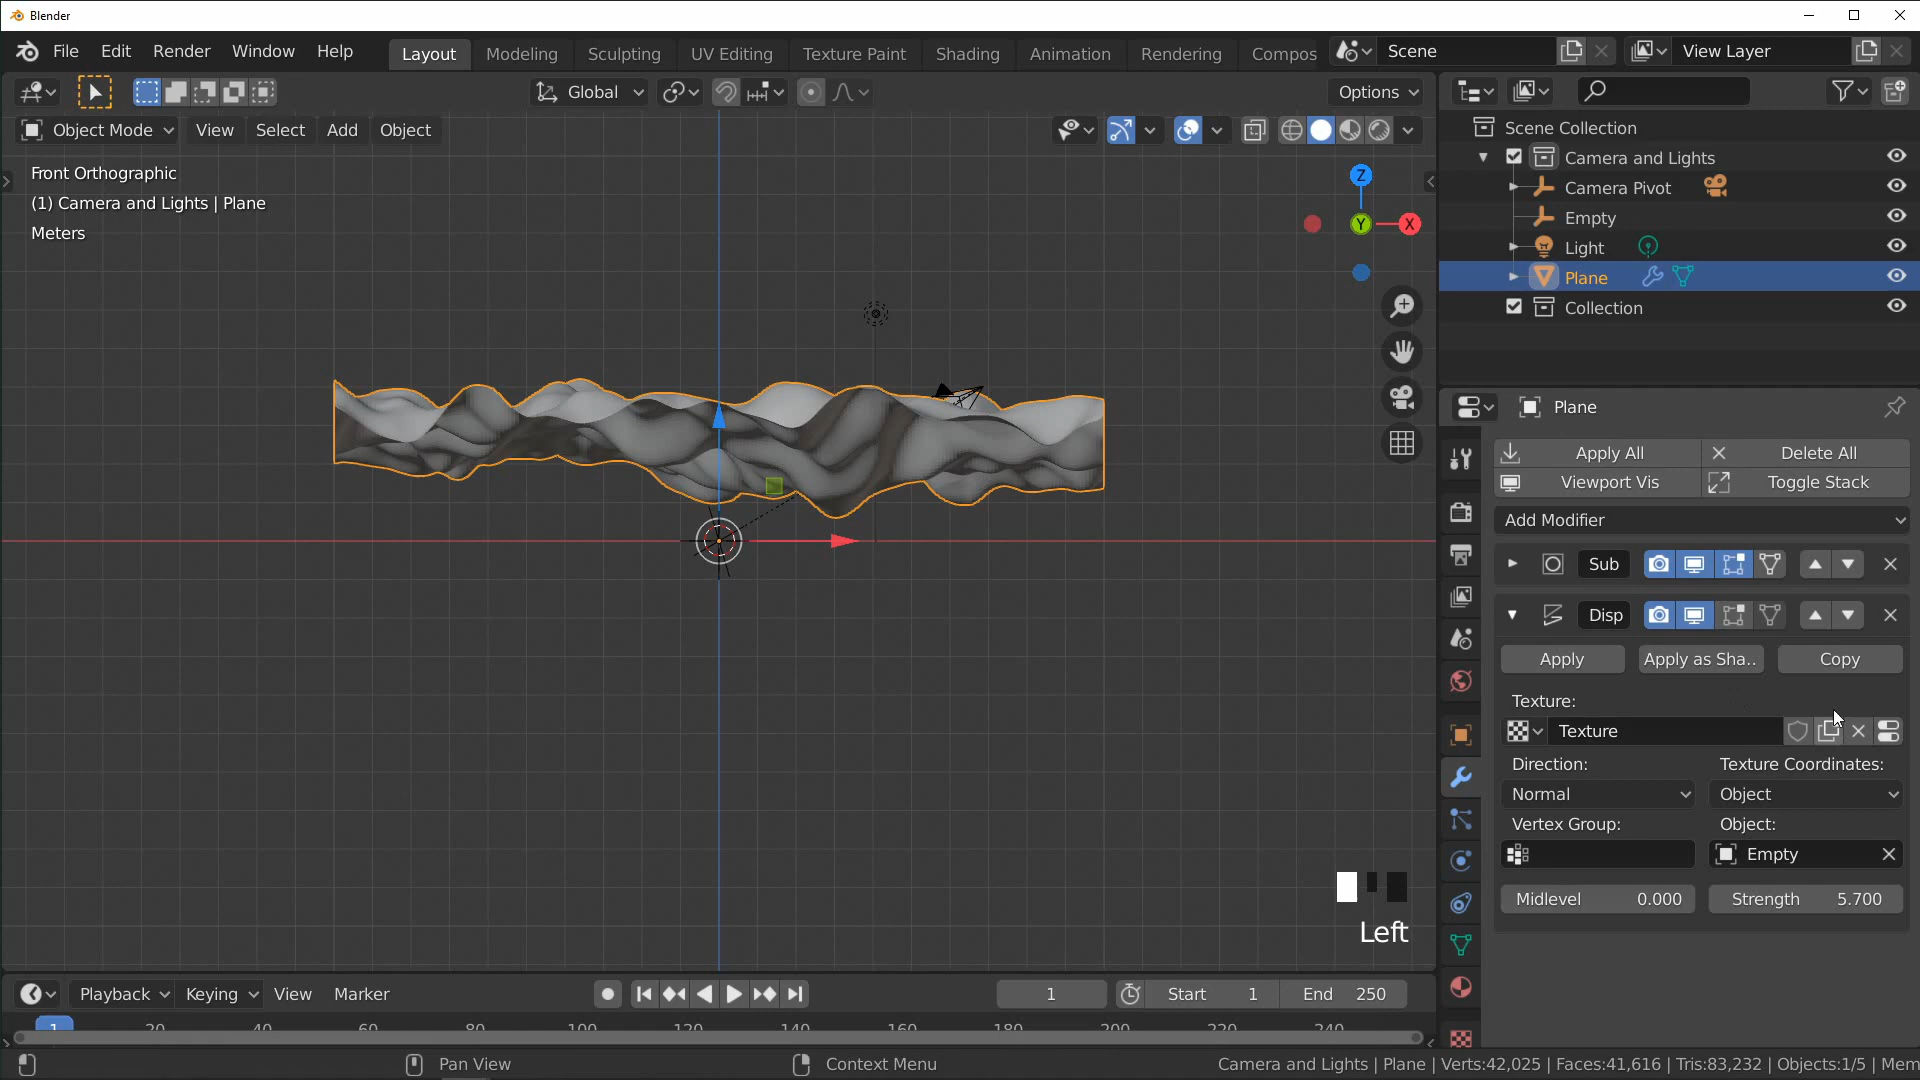 Blender
File Edit Render Window Help Layout Modeling Sculpting UV Editing Texture Paint Shading Animation Rendering Compos Scene View Layer
Global Options
Object Mode View Select Add Object
Front Orthographic
(1) Camera and Lights | Plane
Meters
Z
Y
X
Scene Collection
Camera and Lights
Camera Pivot
Empty
Light
Plane
Collection
Plane
Apply All Delete All
Viewport Vis Toggle Stack
Add Modifier
Sub
Disp
Apply Apply as Sha.. Copy
Texture:
Texture
Direction: Texture Coordinates:
Normal Object
Vertex Group: Object:
Empty
Midlevel 0.000 Strength 5.700
Left
Playback Keying View Marker 1 Start 1 End 250
1 20 40 60 80 100 120 140 160 180 200 220 240
Pan View Context Menu Camera and Lights | Plane | Verts:42,025 | Faces:41,616 | Tris:83,232 | Objects:1/5 | Mem